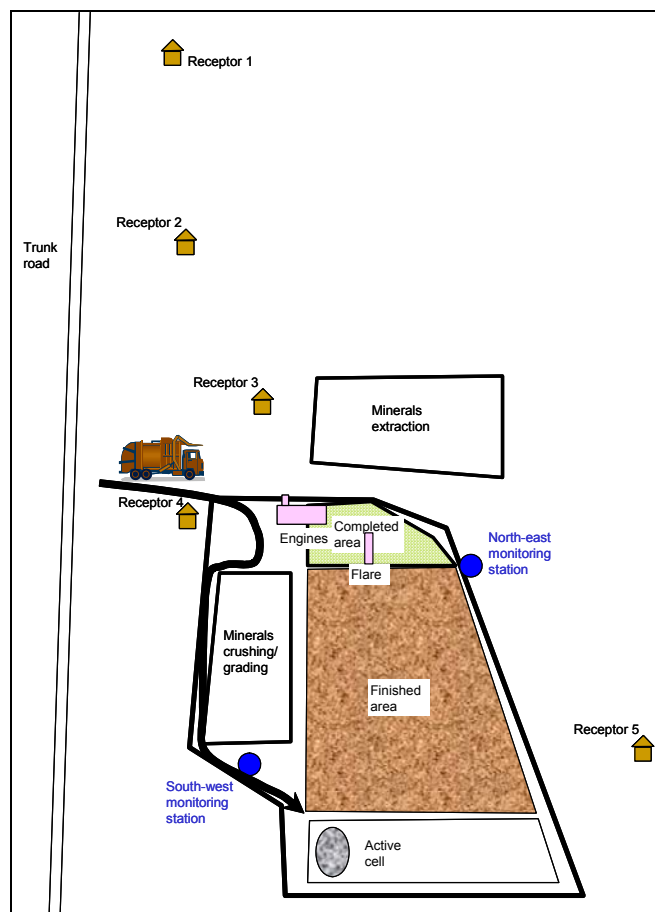 Receptor 1
Receptor 2
Trunk
road
Receptor 3
Minerals
extraction
Receptor 4
Engines
Completed
area
North-east
monitoring
station
Flare
Minerals
crushing/
grading
Finished
area
Receptor 5
South-west
monitoring
station
Active
cell